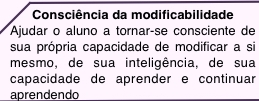 Consciência da modificabilidade
Ajudar o aluno a tornar-se consciente de
sua própria capacidade de modificar a si
mesmo, de sua inteligência, de sua
capacidade de aprender e continuar
aprendendo